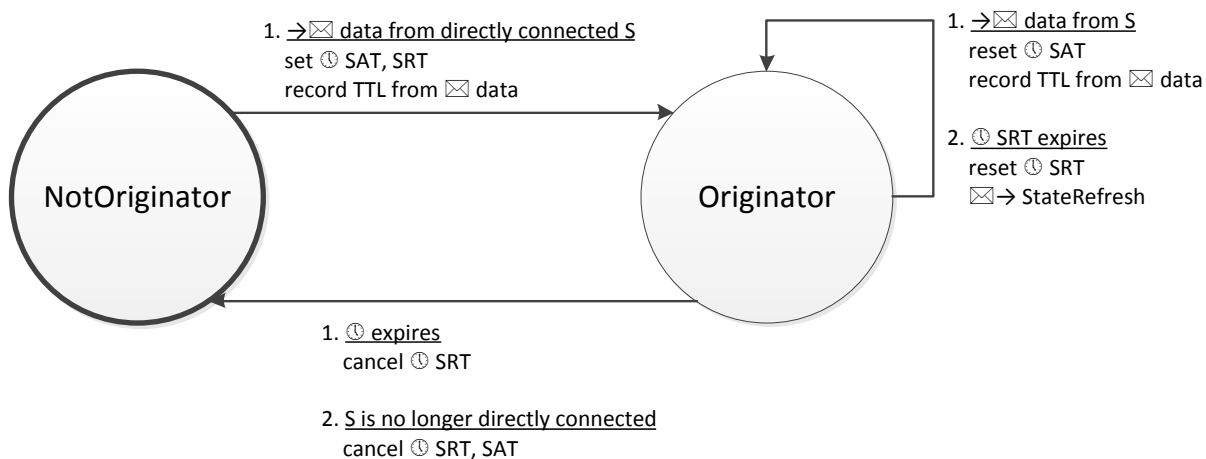 1. →✉ data from directly connected S
set 🕔 SAT, SRT
record TTL from ✉ data
1. →✉ data from S
reset 🕔 SAT
record TTL from ✉ data
2. 🕔 SRT expires
reset 🕔 SRT
✉→ StateRefresh
NotOriginator
Originator
1. 🕔 expires
cancel 🕔 SRT
2. S is no longer directly connected
cancel 🕔 SRT, SAT